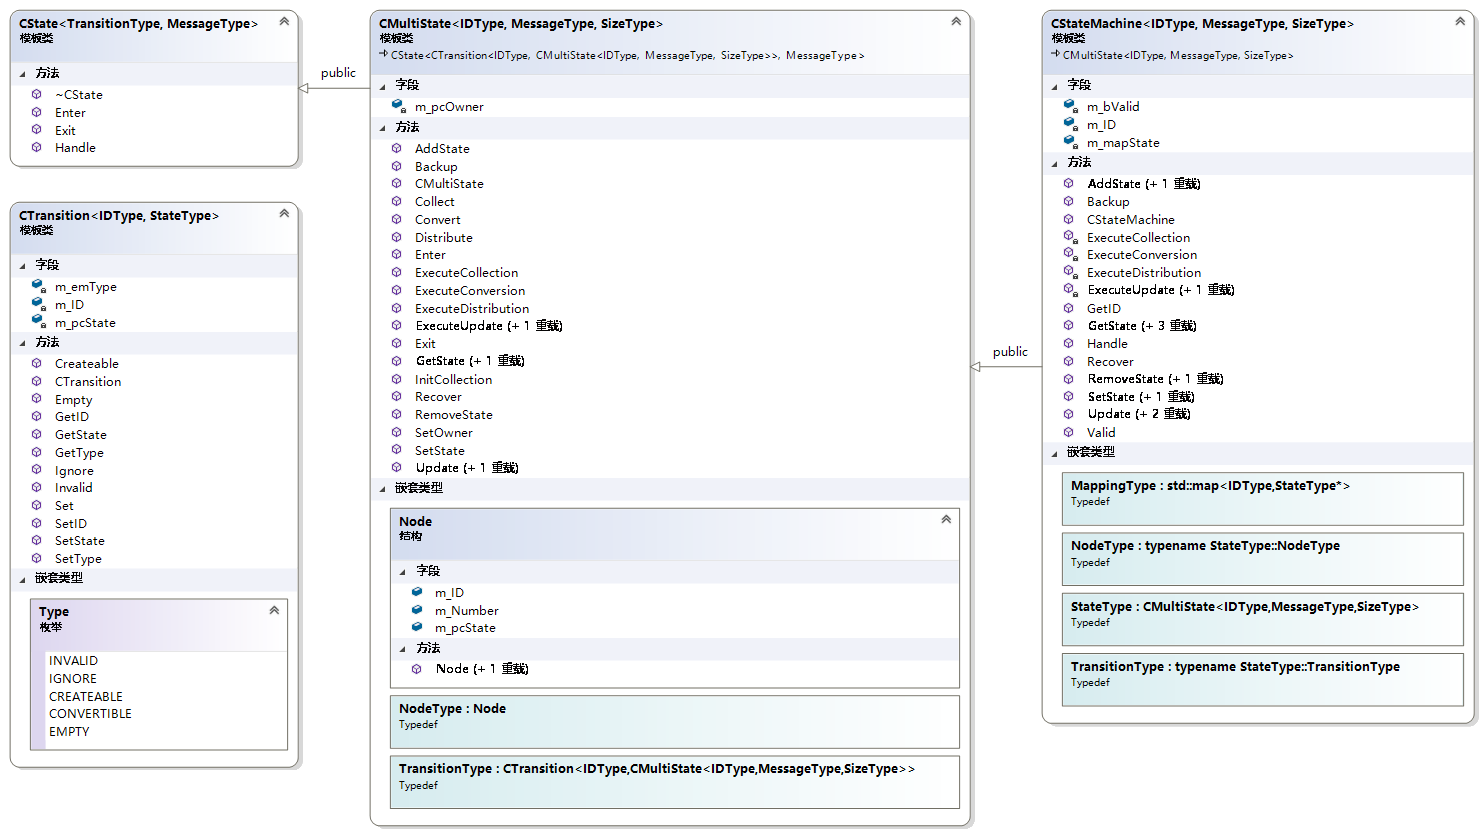 CState<TransitionType, MessageType>
模板类
方法
~CState
Enter
Exit
Handle
public
CTransition<IDType, StateType>
模板类
字段
m_emType
m_ID
m_pcState
方法
Createable
CTransition
Empty
GetID
GetState
GetType
Ignore
Invalid
Set
SetID
SetState
SetType
嵌套类型
Type
枚举
INVALID
IGNORE
CREATEABLE
CONVERTIBLE
EMPTY
CMultiState<IDType, MessageType, SizeType>
模板类
CState<CTransition<IDType, CMultiState<IDType, MessageType, SizeType>>, MessageType>
字段
m_pcOwner
方法
AddState
Backup
CMultiState
Collect
Convert
Distribute
Enter
ExecuteCollection
ExecuteConversion
ExecuteDistribution
ExecuteUpdate (+ 1 重载)
Exit
GetState (+ 1 重载)
InitCollection
Recover
RemoveState
SetOwner
SetState
Update (+ 1 重载)
嵌套类型
Node
结构
字段
m_ID
m_Number
m_pcState
方法
Node (+ 1 重载)
NodeType : Node
Typedef
TransitionType : CTransition<IDType,CMultiState<IDType,MessageType,SizeType>>
Typedef
public
CStateMachine<IDType, MessageType, SizeType>
模板类
CMultiState<IDType, MessageType, SizeType>
字段
m_bValid
m_ID
m_mapState
方法
AddState (+ 1 重载)
Backup
CStateMachine
ExecuteCollection
ExecuteConversion
ExecuteDistribution
ExecuteUpdate (+ 1 重载)
GetID
GetState (+ 3 重载)
Handle
Recover
RemoveState (+ 1 重载)
SetState (+ 1 重载)
Update (+ 2 重载)
Valid
嵌套类型
MappingType : std::map<IDType,StateType*>
Typedef
NodeType : typename StateType::NodeType
Typedef
StateType : CMultiState<IDType,MessageType,SizeType>
Typedef
TransitionType : typename StateType::TransitionType
Typedef